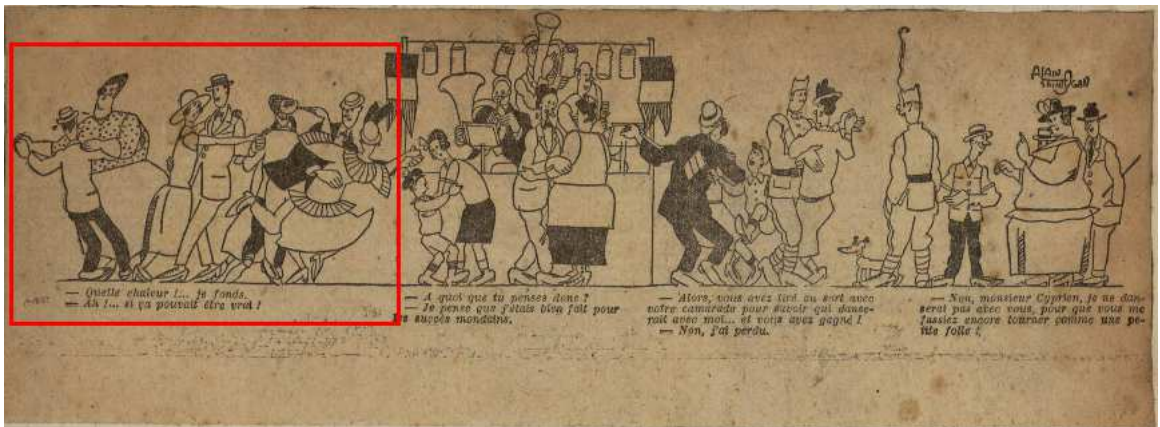 ALAIN
SAINT-OGAN
— Quelle chaleur !... je fonds.
— Ah !... si ça pouvait être vrai !
— A quoi que tu penses donc ?
— Je pense que j'étais bien fait pour
les succès mondains.
— Alors, vous avez tiré au sort avec
votre camarade pour savoir qui danse-
rait avec moi... et vous avez gagné !
— Non, j'ai perdu.
— Non, monsieur Cyprien, je ne dan-
serai pas avec vous, pour que vous me
fassiez encore tourner comme une pe-
tite folle !